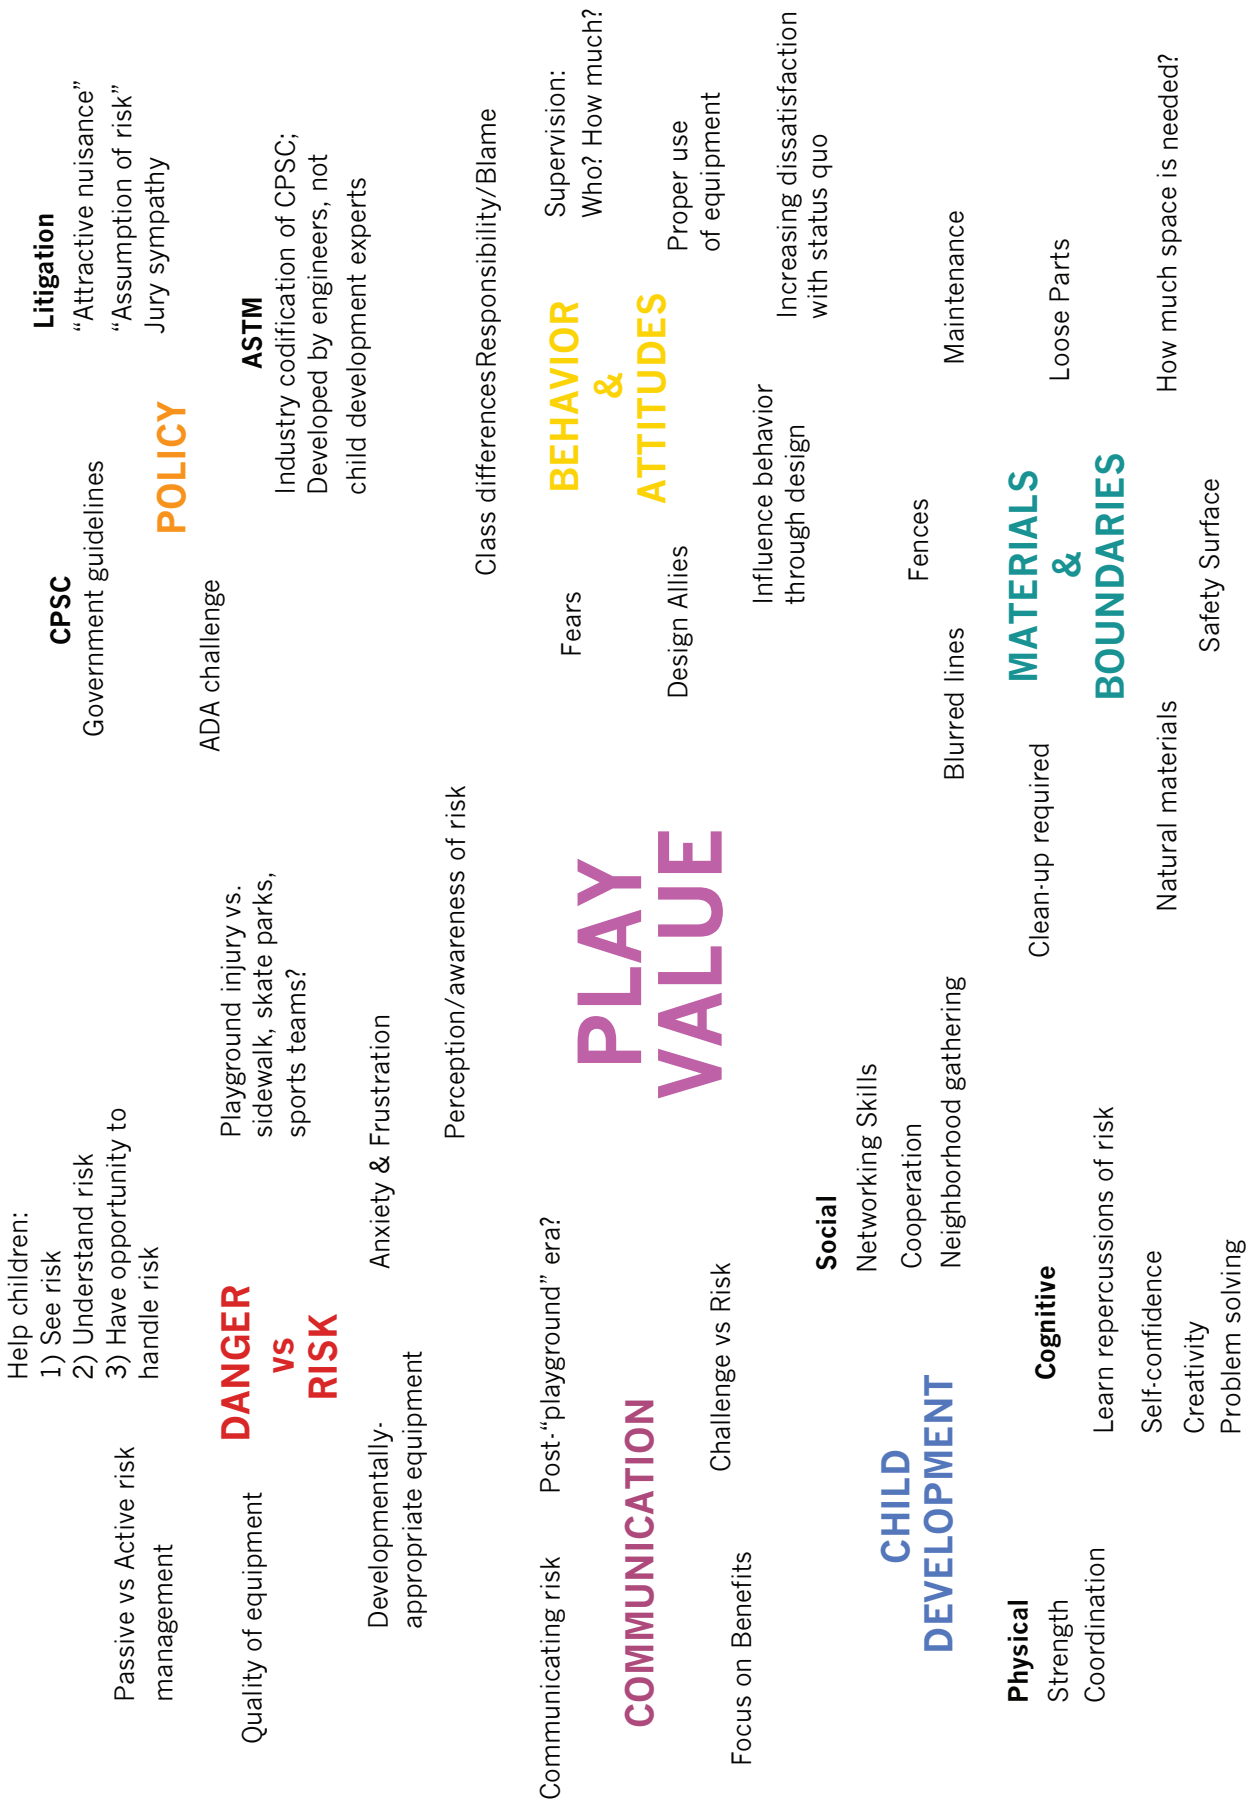 Passive vs Active risk
management
Help children:
1) See risk
2) Understand risk
3) Have opportunity to
handle risk
DANGER
vs
RISK
Quality of equipment
Playground injury vs.
sidewalk, skate parks,
sports teams?
Developmentally-
appropriate equipment
Anxiety & Frustration
Perception/awareness of risk
CPSC
Government guidelines
Litigation
“Attractive nuisance”
“Assumption of risk”
Jury sympathy
POLICY
ADA challenge
ASTM
Industry codification of CPSC;
Developed by engineers, not
child development experts
PLAY
VALUE
Communicating risk
Post-“playground” era?
COMMUNICATION
Focus on Benefits
Challenge vs Risk
Class differences
Responsibility/Blame
Fears
BEHAVIOR
&
ATTITUDES
Supervision:
Who? How much?
Design Allies
Proper use
of equipment
Influence behavior
through design
Increasing dissatisfaction
with status quo
CHILD
DEVELOPMENT
Social
Networking Skills
Cooperation
Neighborhood gathering
Physical
Strength
Coordination
Cognitive
Learn repercussions of risk
Self-confidence
Creativity
Problem solving
Fences
Blurred lines
Maintenance
MATERIALS
&
BOUNDARIES
Clean-up required
Loose Parts
Natural materials
Safety Surface
How much space is needed?